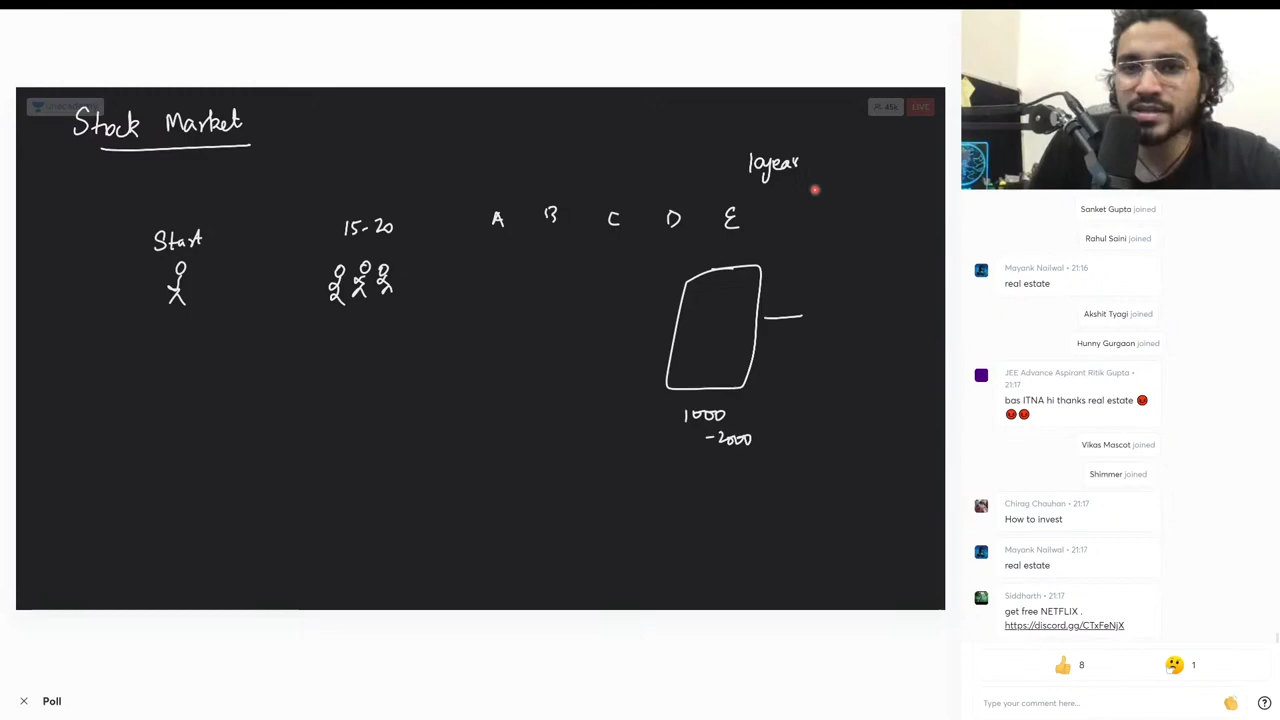 unacademy
45k
LIVE
Stock Market
10year
A B C D E
Start
15-20
1000
-2000
Sanket Gupta joined
Rahul Saini joined
Mayank Nailwal • 21:16
real estate
Akshit Tyagi joined
Hunny Gurgaon joined
JEE Advance Aspirant Ritik Gupta •
21:17
bas ITNA hi thanks real estate 😡
😡😡
Vikas Mascot joined
Shimmer joined
Chirag Chauhan • 21:17
How to invest
Mayank Nailwal • 21:17
real estate
Siddharth • 21:17
get free NETFLIX .
https://discord.gg/CTxFeNjX
👍 8
🤔 1
Type your comment here...
Poll